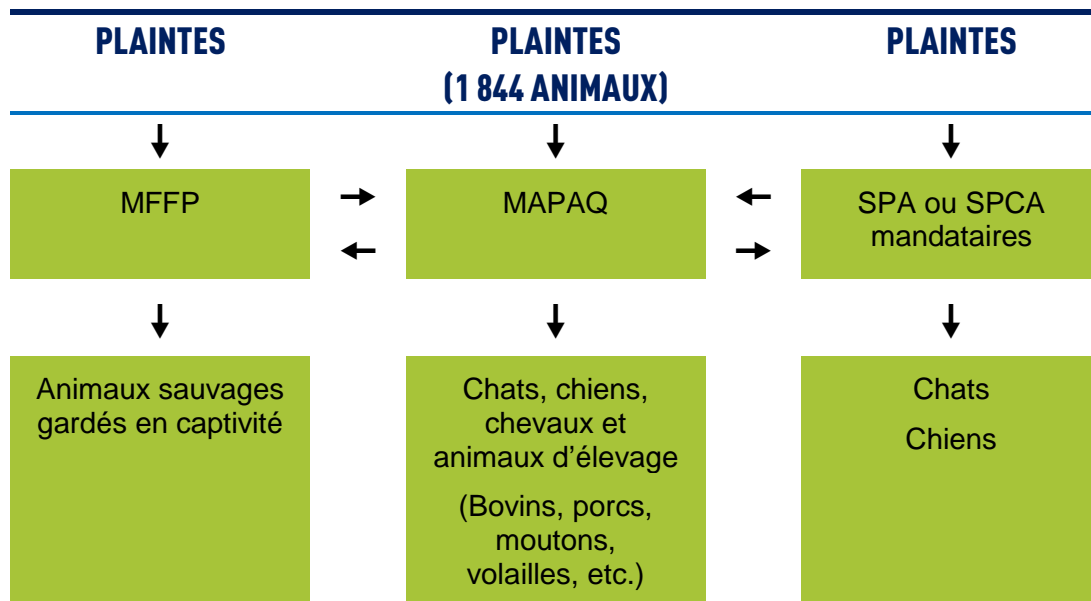 PLAINTES
PLAINTES
(1 844 ANIMAUX)
PLAINTES
MFFP
MAPAQ
SPA ou SPCA
mandataires
Animaux sauvages
gardés en captivité
Chats, chiens,
chevaux et
animaux d'élevage
(Bovins, porcs,
moutons,
volailles, etc.)
Chats
Chiens